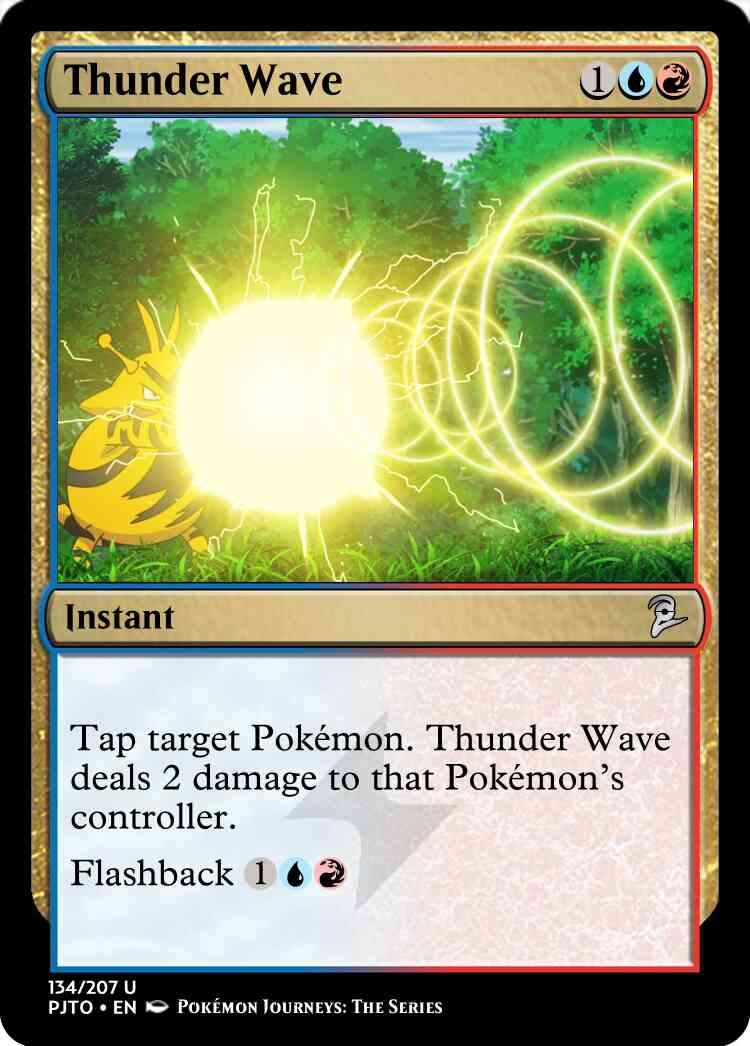 Thunder Wave 1
Instant
Tap target Pokémon. Thunder Wave
deals 2 damage to that Pokémon's
controller.
Flashback 1
134/207 U
PJTO • EN Pokémon Journeys: The Series